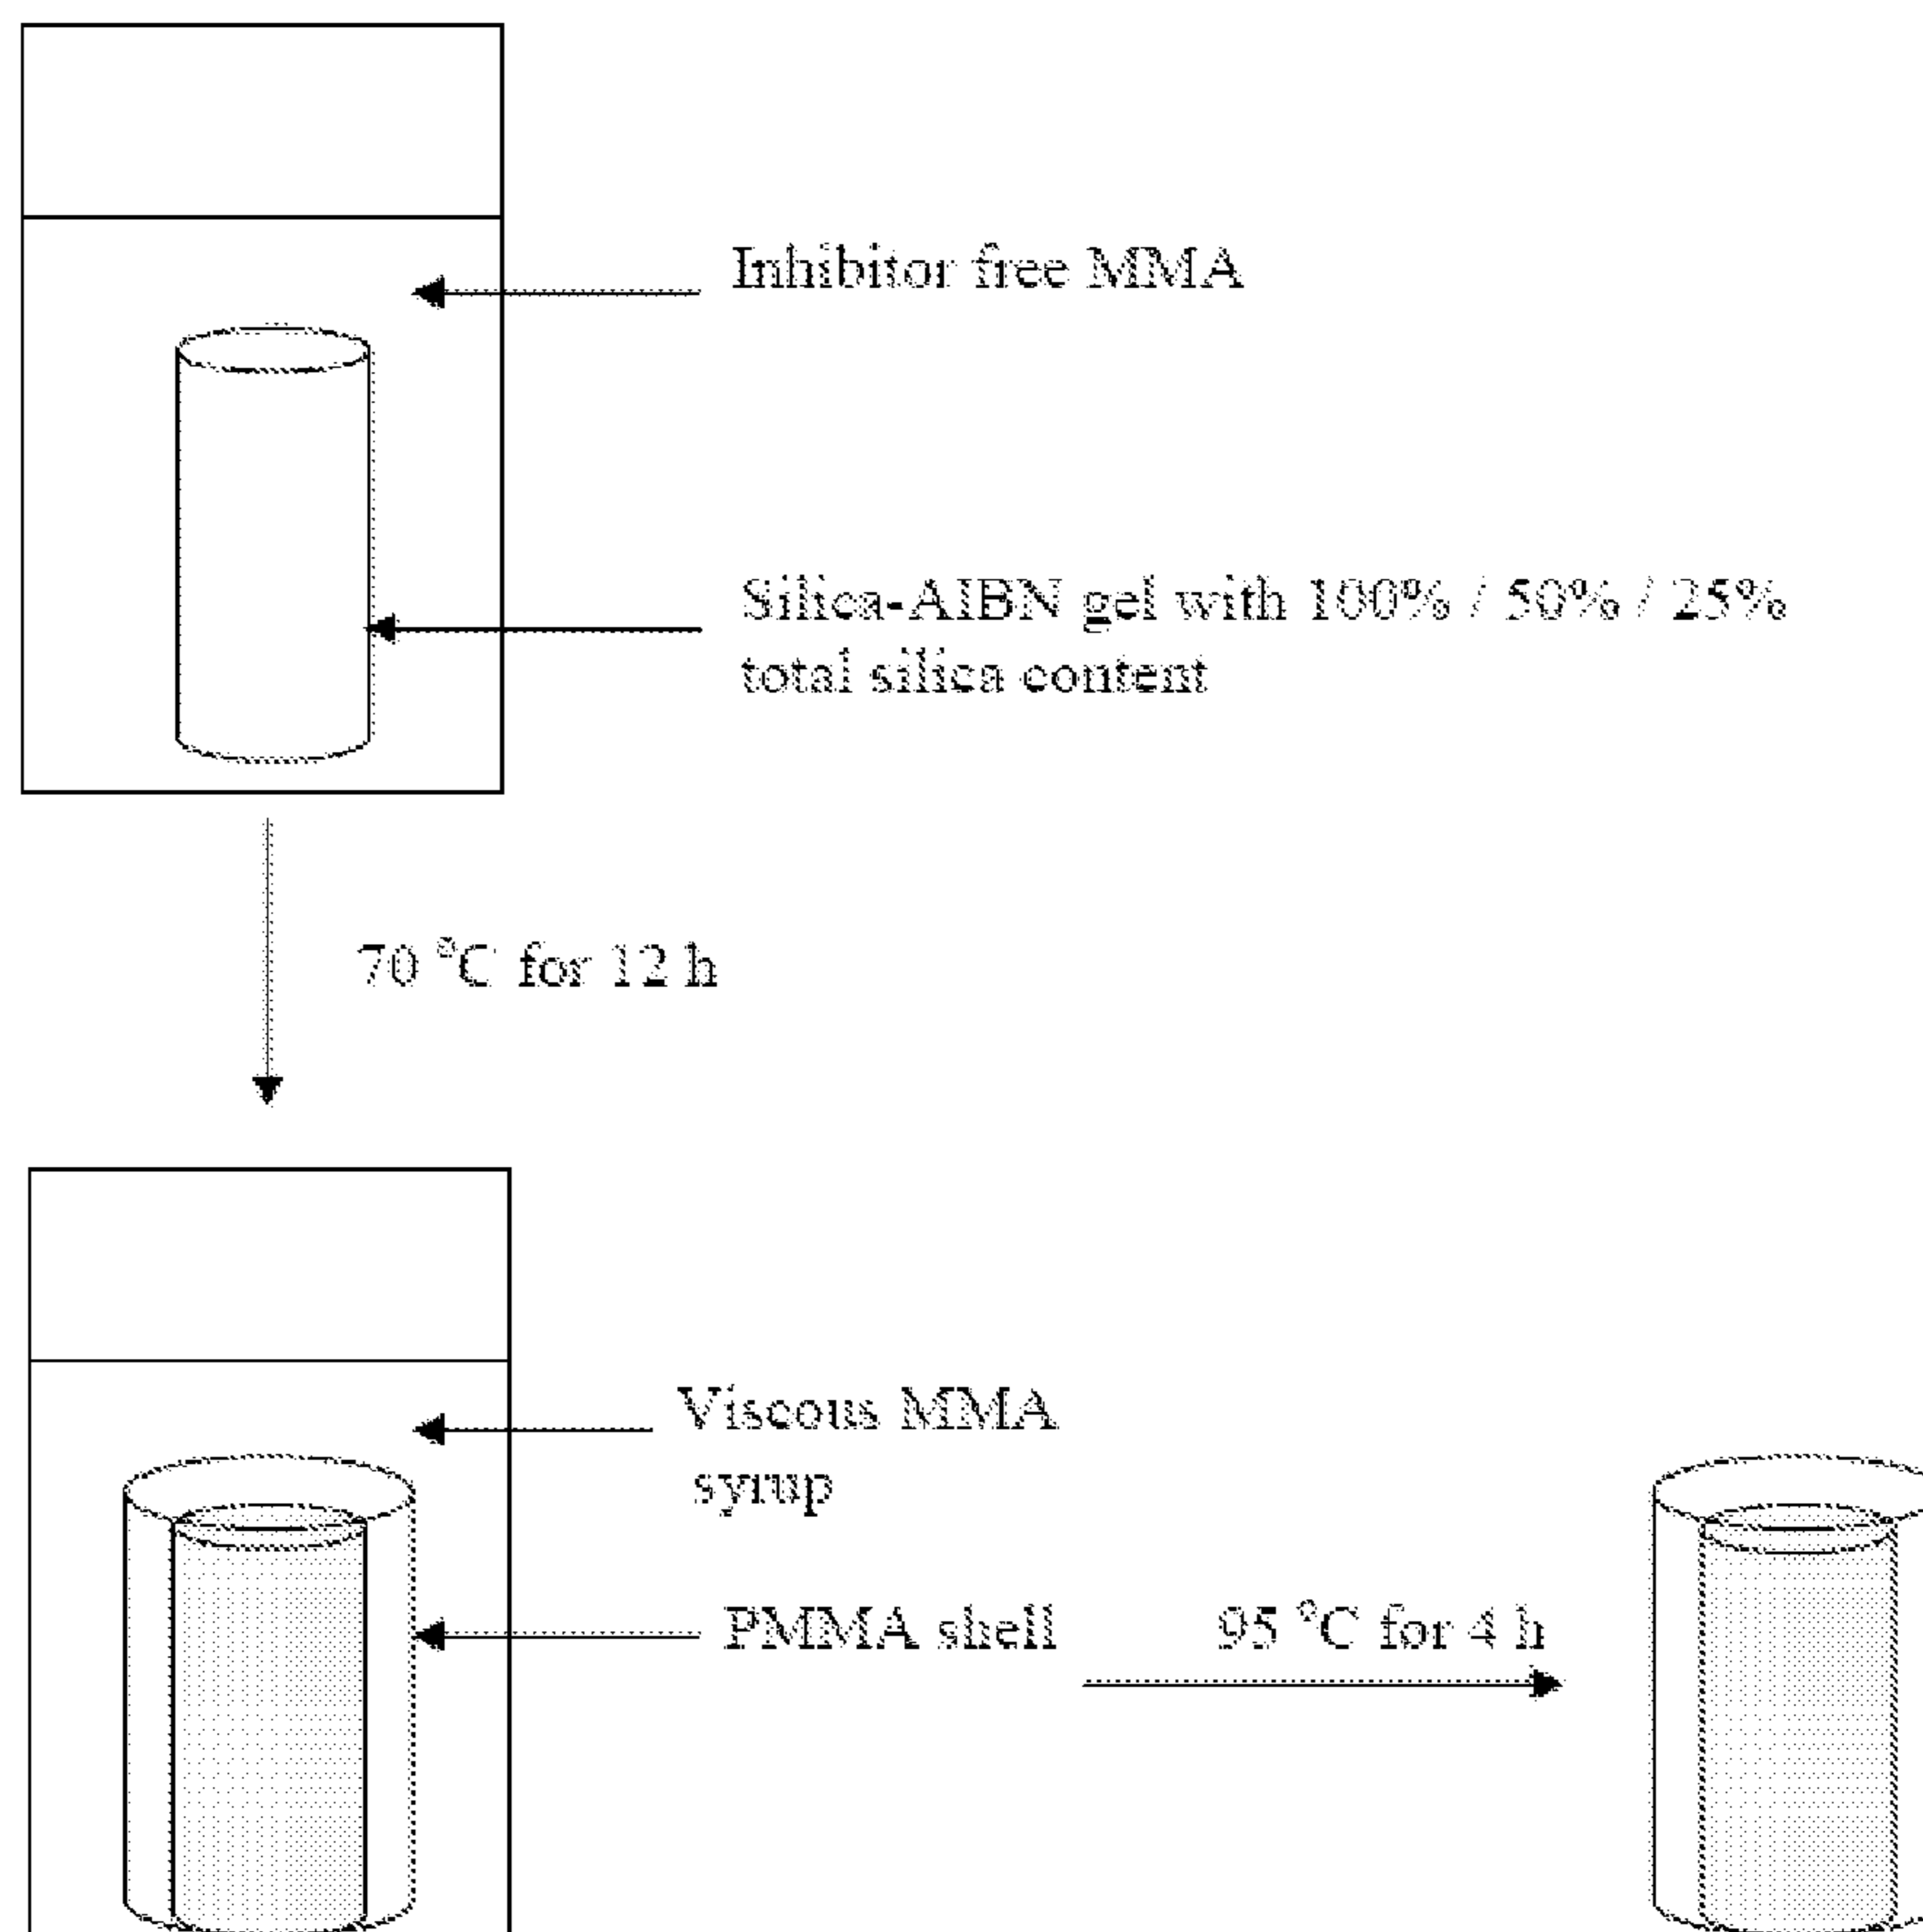 Inhibitor free MMA
Silica-AIBN gel with 100% / 50% / 25%
total silica content
70 °C for 12 h
Viscous MMA
syrup
PMMA shell
95 °C for 4 h